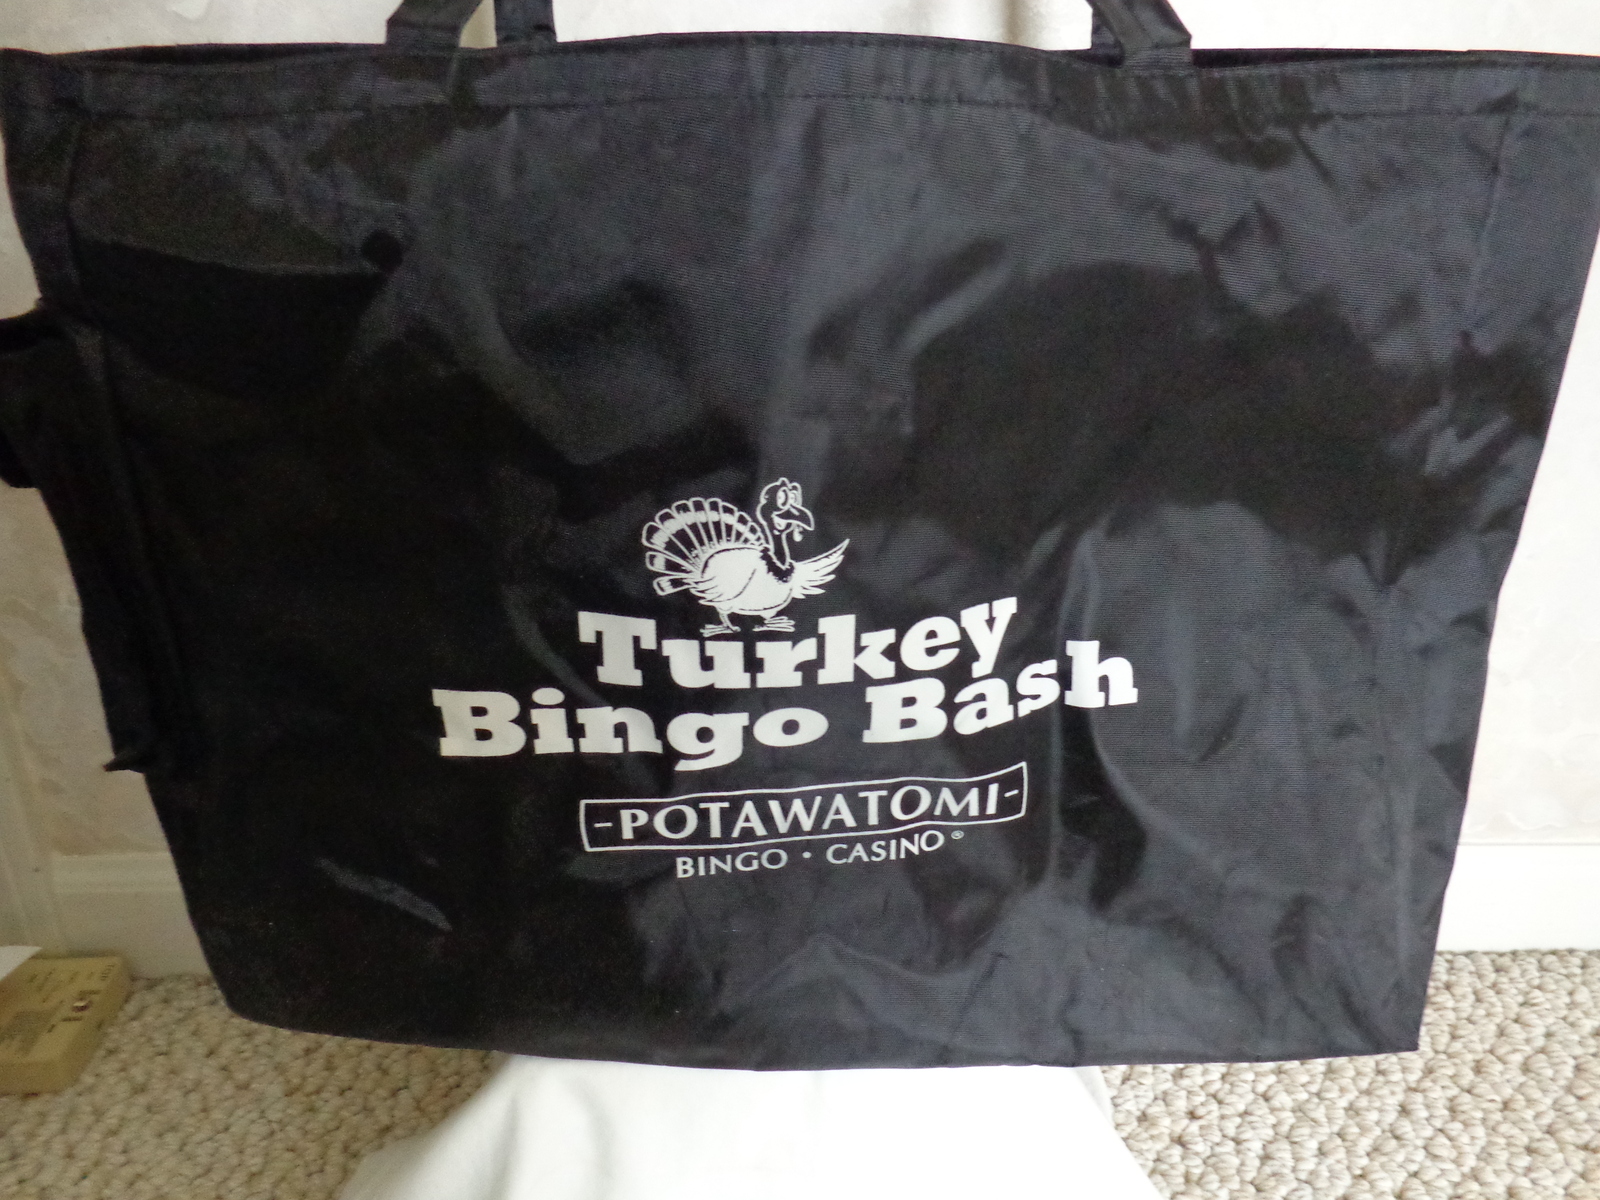 Turkey
Bingo Bash
-POTAWATOMI-
BINGO • CASINO®